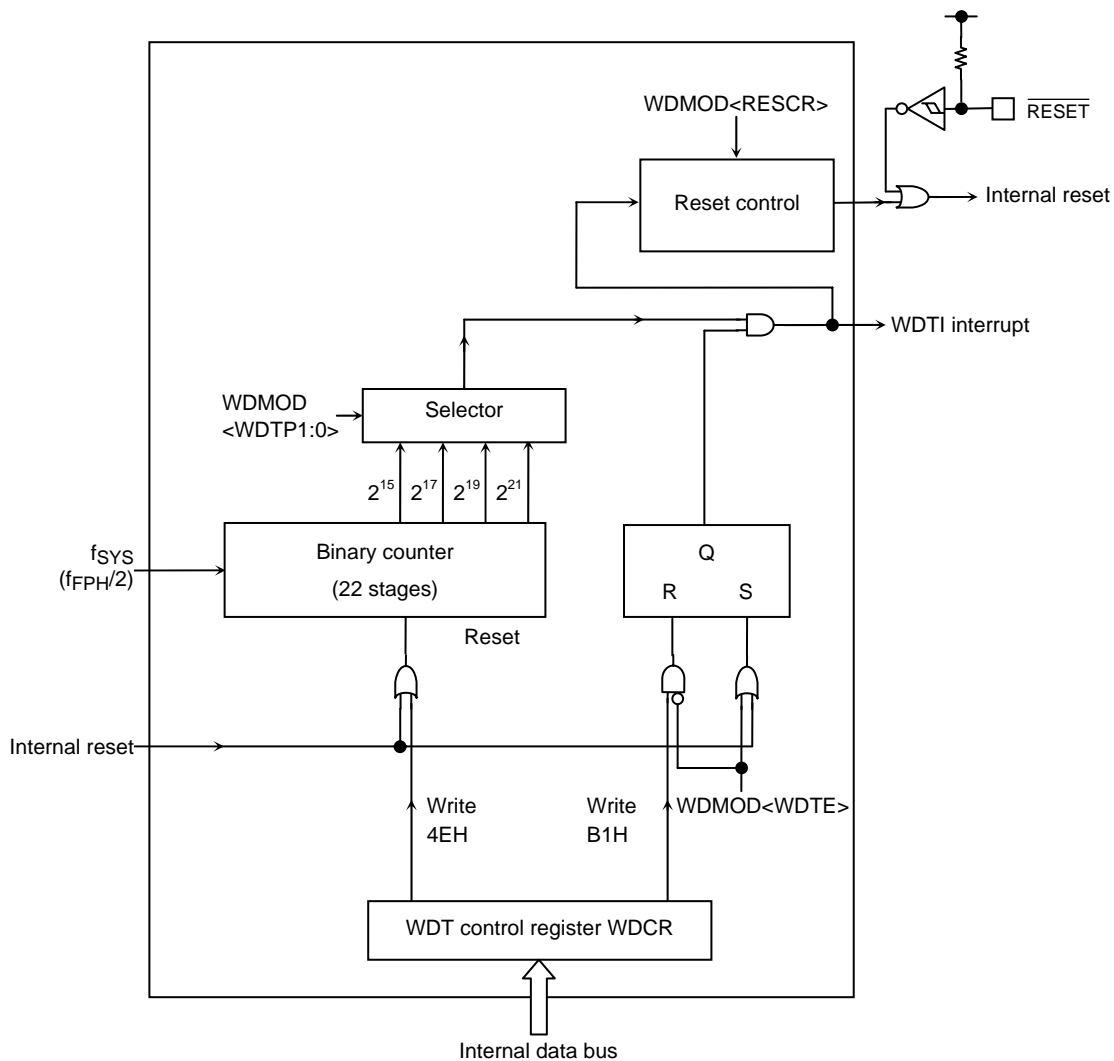 WDMOD<RESCR>
RESET
Reset control
Internal reset
WDTI interrupt
WDMOD
<WDTP1:0>
Selector
2^15 2^17 2^19 2^21
fSYS
(fFPH/2)
Binary counter
(22 stages)
Q
R S
Reset
Internal reset
Write
4EH
Write
B1H
WDMOD<WDTE>
WDT control register WDCR
Internal data bus